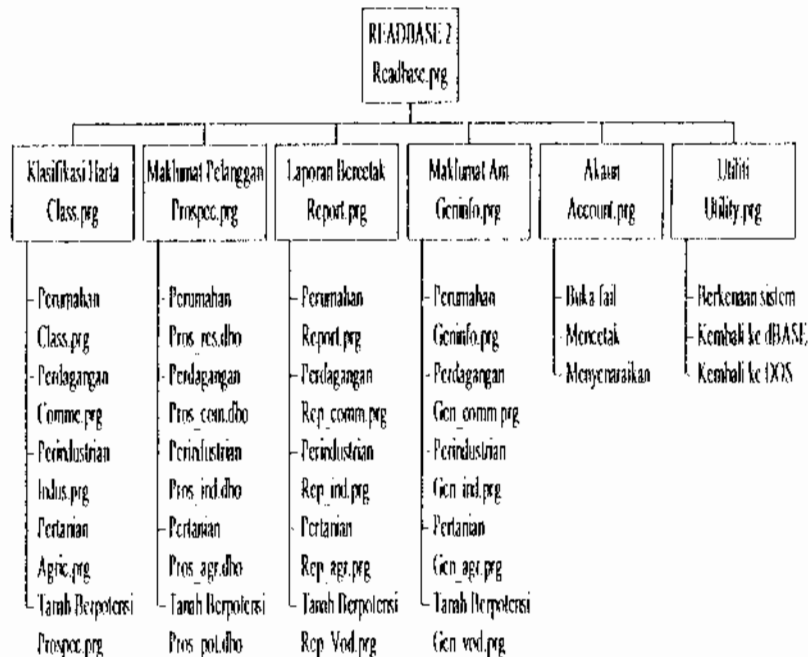 READBASE 2
Readbase.prg
Klasifikasi Harta
Class.prg
Maklumat Pelanggan
Prospec.prg
Laporan Bercetak
Report.prg
Maklumat Am
Geninfo.prg
Akaun
Account.prg
Utiliti
Utility.prg
Perumahan
Class.prg
Perdagangan
Comme.prg
Perindustrian
Indus.prg
Pertanian
Agric.prg
Tanah Berpotensi
Prospec.prg
Perumahan
Pros_res.dbo
Perdagangan
Pros_com.dbo
Perindustrian
Pros_ind.dbo
Pertanian
Pros_agr.dbo
Tanah Berpotensi
Pros_pot.dbo
Perumahan
Report.prg
Perdagangan
Rep_comm.prg
Perindustrian
Rep_ind.prg
Pertanian
Rep_agr.prg
Tanah Berpotensi
Rep_Vod.prg
Perumahan
Geninfo.prg
Perdagangan
Gen_comm.prg
Perindustrian
Gen_ind.prg
Pertanian
Gen_agr.prg
Tanah Berpotensi
Gen_vod.prg
Buka fail
Mencetak
Menyenaraikan
Berkenaan sistem
Kembali ke dBASE
Kembali ke DOS